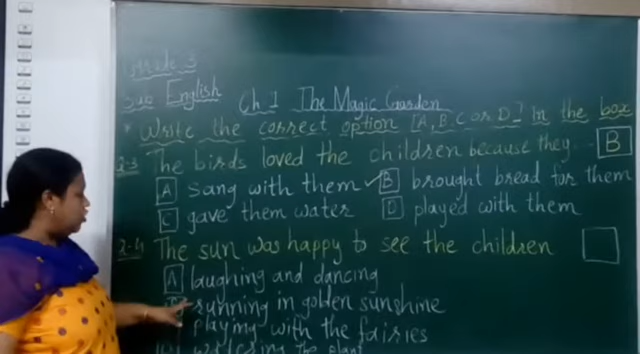 Grade 3
Sub English
Ch 1 The Magic Garden
* Write the correct option [A, B, C or D] In the box
Q-3 The birds loved the children because they B
A sang with them ✓ B brought bread for them
C gave them water D played with them
Q-4 The sun was happy to see the children
A laughing and dancing
running in golden sunshine
playing with the fairies
watering the plant